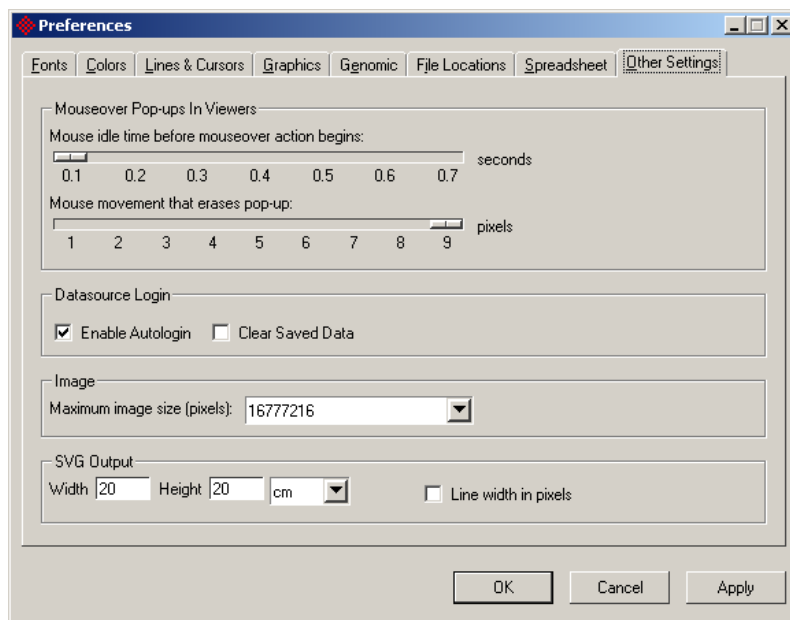 Preferences
Fonts Colors Lines & Cursors Graphics Genomic File Locations Spreadsheet Other Settings
Mouseover Pop-ups In Viewers
Mouse idle time before mouseover action begins:
seconds
0.1 0.2 0.3 0.4 0.5 0.6 0.7
Mouse movement that erases pop-up:
pixels
1 2 3 4 5 6 7 8 9
Datasource Login
Enable Autologin Clear Saved Data
Image
Maximum image size (pixels): 16777216
SVG Output
Width 20 Height 20 cm Line width in pixels
OK Cancel Apply